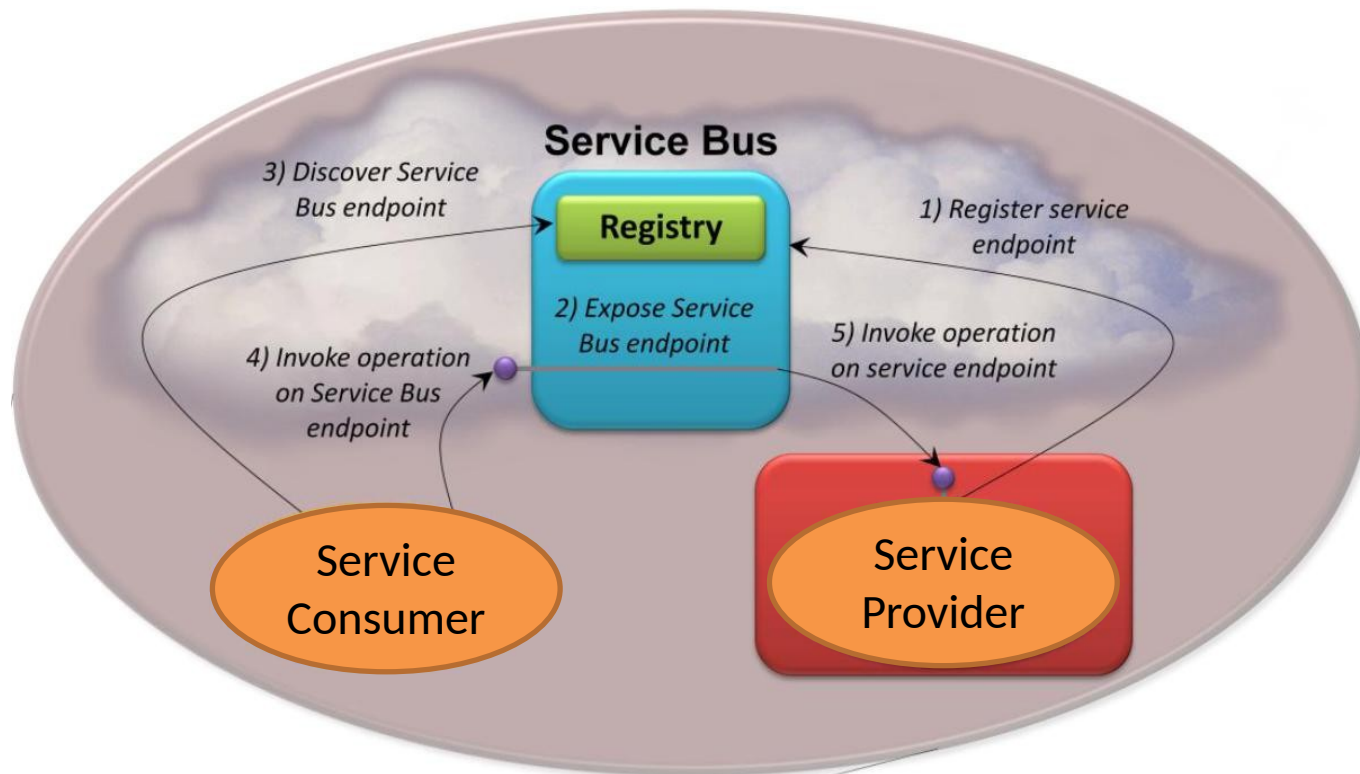 Service Bus
3) Discover Service
Bus endpoint
Registry
1) Register service
endpoint
2) Expose Service
Bus endpoint
4) Invoke operation
on Service Bus
endpoint
5) Invoke operation
on service endpoint
Service
Consumer
Service
Provider